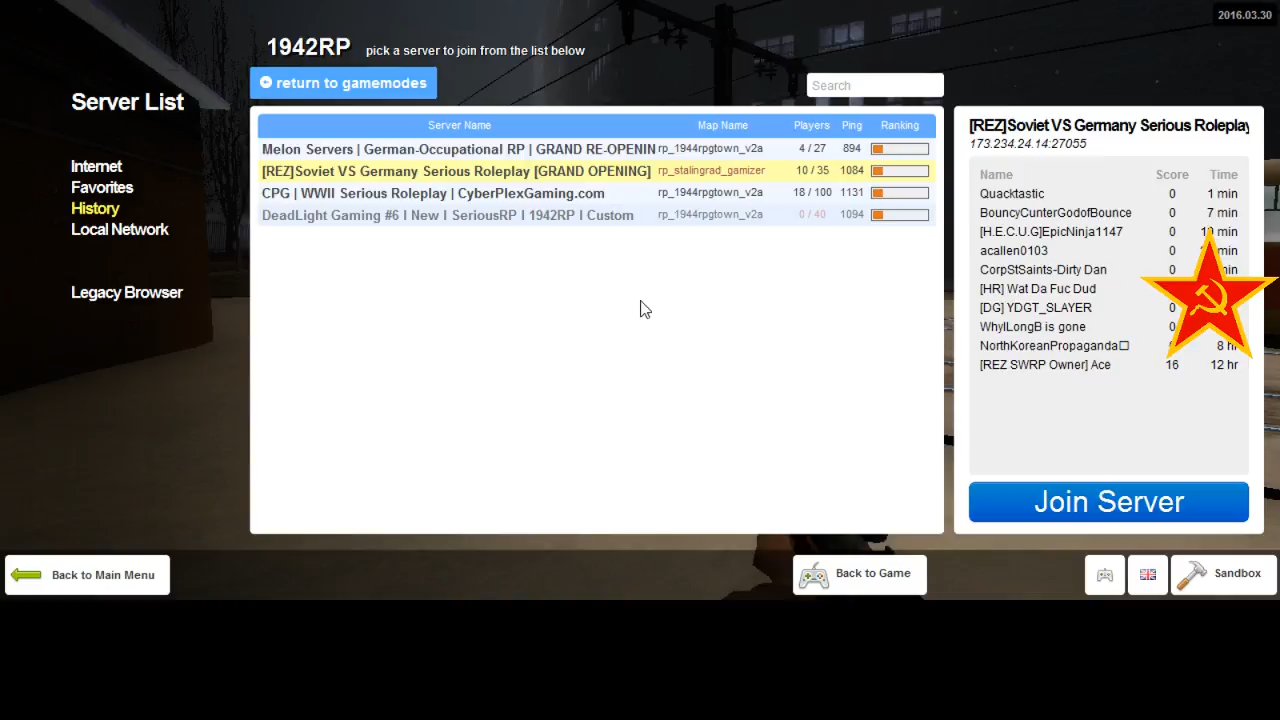 2016.03.30
1942RP pick a server to join from the list below
return to gamemodes
Search
Server List
Internet
Favorites
History
Local Network
Legacy Browser
Server Name Map Name Players Ping Ranking
Melon Servers | German-Occupational RP | GRAND RE-OPENIN rp_1944rpgtown_v2a 4 / 27 894
[REZ]Soviet VS Germany Serious Roleplay [GRAND OPENING] rp_stalingrad_gamizer 10 / 35 1084
CPG | WWII Serious Roleplay | CyberPlexGaming.com rp_1944rpgtown_v2a 18 / 100 1131
DeadLight Gaming #6 I New I SeriousRP I 1942RP I Custom rp_1944rpgtown_v2a 0 / 40 1094
[REZ]Soviet VS Germany Serious Roleplay
173.234.24.14:27055
Name Score Time
Quacktastic 0 1 min
BouncyCunterGodofBounce 0 7 min
[H.E.C.U.G]EpicNinja1147 0 min
acallen0103 0 min
CorpStSaints-Dirty Dan 0 min
[HR] Wat Da Fuc Dud 0
[DG] YDGT_SLAYER 0
WhyILongB is gone 0
NorthKoreanPropaganda□ 8 hr
[REZ SWRP Owner] Ace 16 12 hr
Join Server
Back to Main Menu
Back to Game
Sandbox